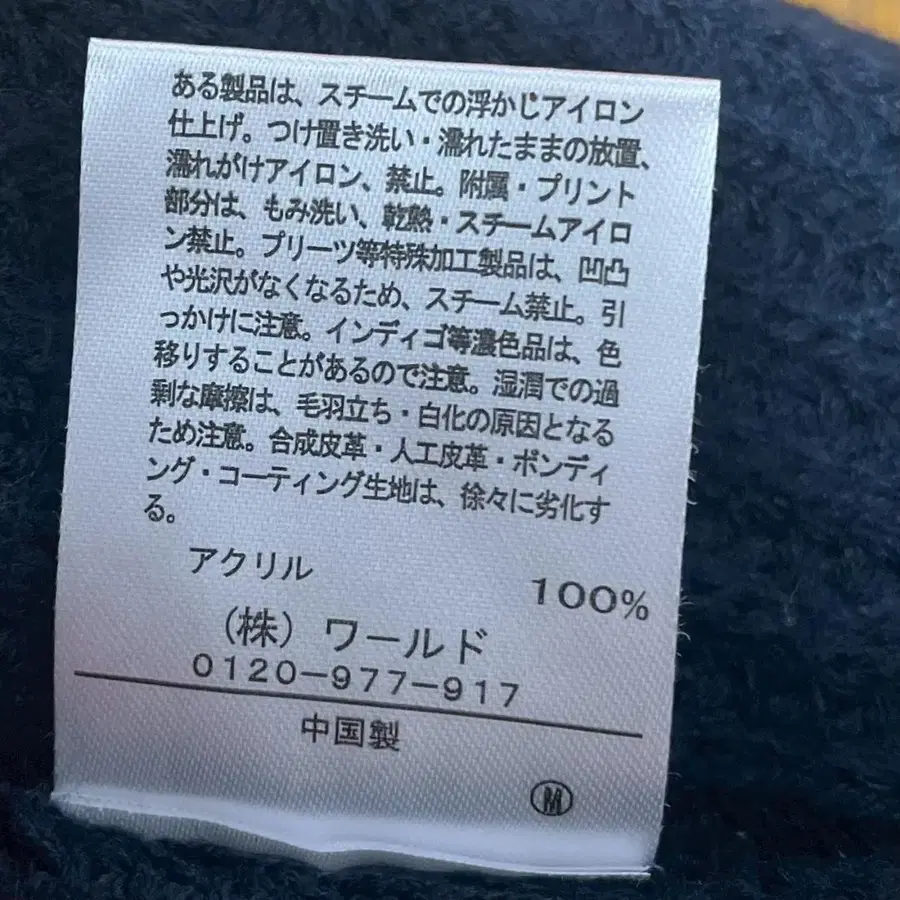 ある製品は、スチームでの浮かじアイロン
仕上げ。つけ置き洗い・濡れたままの放置、
濡れがけアイロン、禁止。附属・プリント
部分は、もみ洗い、乾熱・スチームアイロ
ン禁止。プリーツ等特殊加工製品は、凹凸
や光沢がなくなるため、スチーム禁止。引
っかけに注意。インディゴ等濃色品は、色
移りすることがあるので注意。湿潤での過
剰な摩擦は、毛羽立ち・白化の原因となる
ため注意。合成皮革・人工皮革・ボンディ
ング・コーティング生地は、徐々に劣化す
る。
アクリル 100%
(株) ワールド
0120-977-917
中国製
M